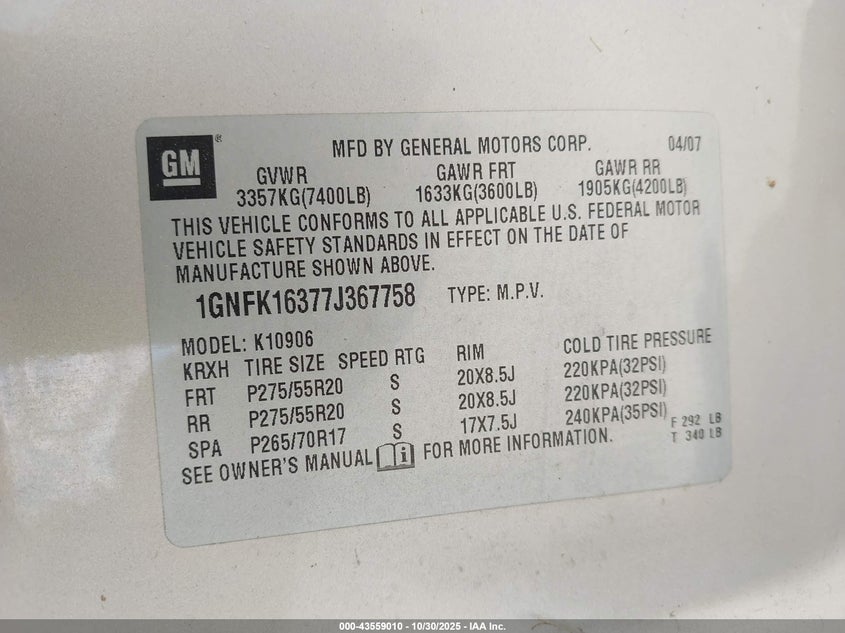 GM ® MFD BY GENERAL MOTORS CORP. 04/07
GVWR GAWR FRT GAWR RR
3357KG(7400LB) 1633KG(3600LB) 1905KG(4200LB)
THIS VEHICLE CONFORMS TO ALL APPLICABLE U.S. FEDERAL MOTOR
VEHICLE SAFETY STANDARDS IN EFFECT ON THE DATE OF
MANUFACTURE SHOWN ABOVE.
1GNFK16377J367758 TYPE: M.P.V.
MODEL: K10906
KRXH TIRE SIZE SPEED RTG RIM COLD TIRE PRESSURE
FRT P275/55R20 S 20X8.5J 220KPA(32PSI)
RR P275/55R20 S 20X8.5J 220KPA(32PSI)
SPA P265/70R17 S 17X7.5J 240KPA(35PSI) F 292 LB
T 340 LB
SEE OWNER'S MANUAL i FOR MORE INFORMATION.
000-43559010 - 10/30/2025 - IAA Inc.